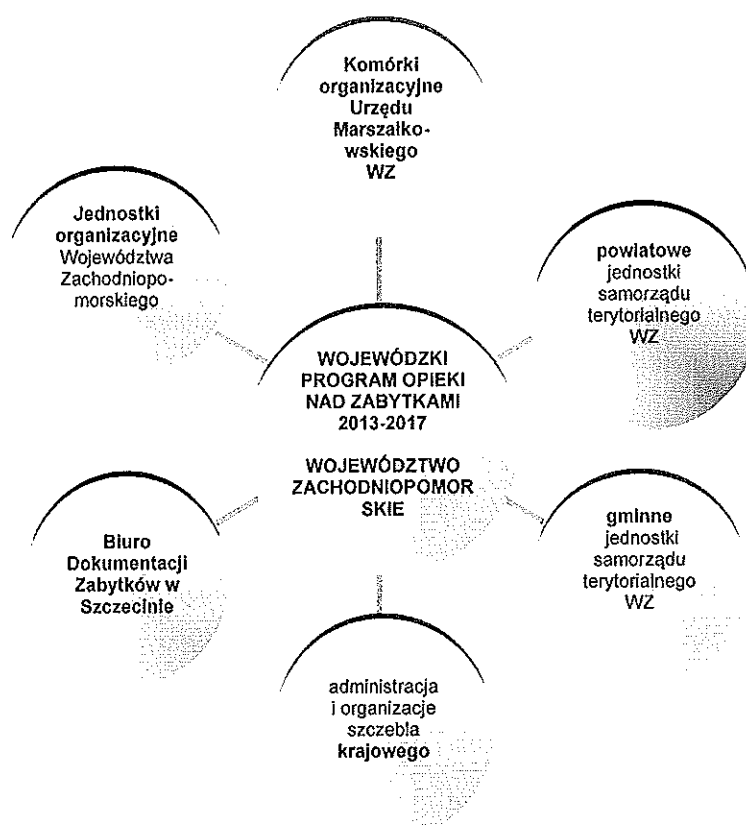 Komórki
organizacyjne
Urzędu
Marszałko-
wskiego
WZ
Jednostki
organizacyjne
Województwa
Zachodniopo-
morskiego
powiatowe
jednostki
samorządu
terytorialnego
WZ
WOJEWÓDZKI
PROGRAM OPIEKI
NAD ZABYTKAMI
2013-2017
WOJEWÓDZTWO
ZACHODNIOPOMOR
SKIE
Biuro
Dokumentacji
Zabytków w
Szczecinie
gminne
jednostki
samorządu
terytorialnego
WZ
administracja
i organizacje
szczebla
krajowego